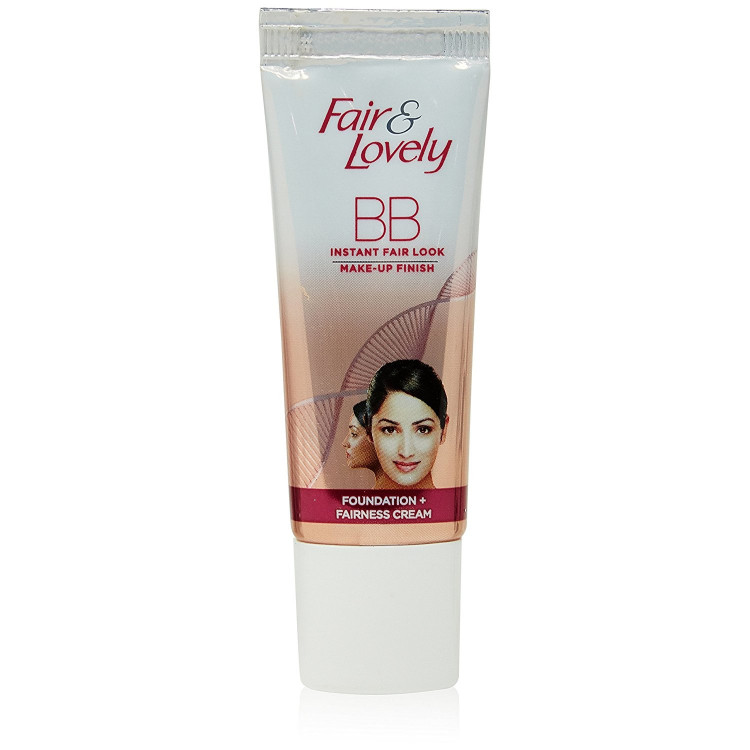 Fair &
Lovely
BB
INSTANT FAIR LOOK
MAKE-UP FINISH
FOUNDATION +
FAIRNESS CREAM